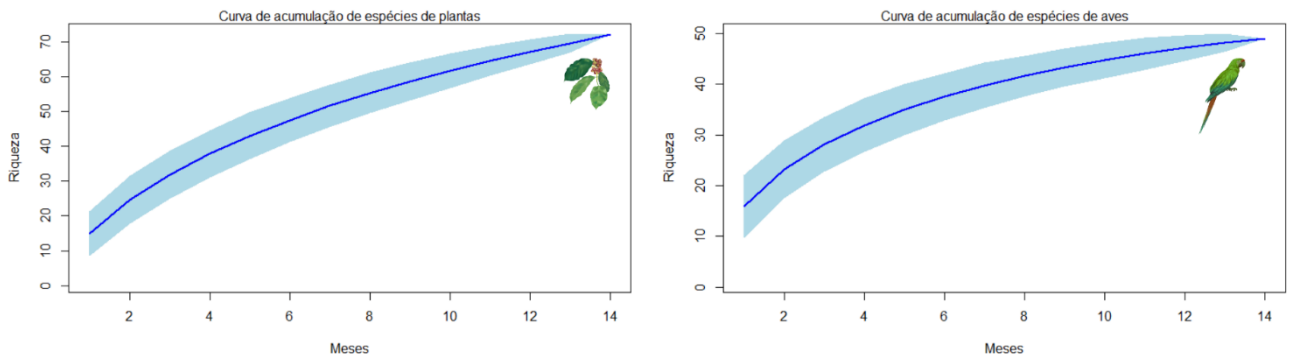 Curva de acumulação de espécies de plantas
Riqueza
70
60
50
40
30
20
10
0
2 4 6 8 10 12 14
Meses
Curva de acumulação de espécies de aves
Riqueza
50
40
30
20
10
0
2 4 6 8 10 12 14
Meses